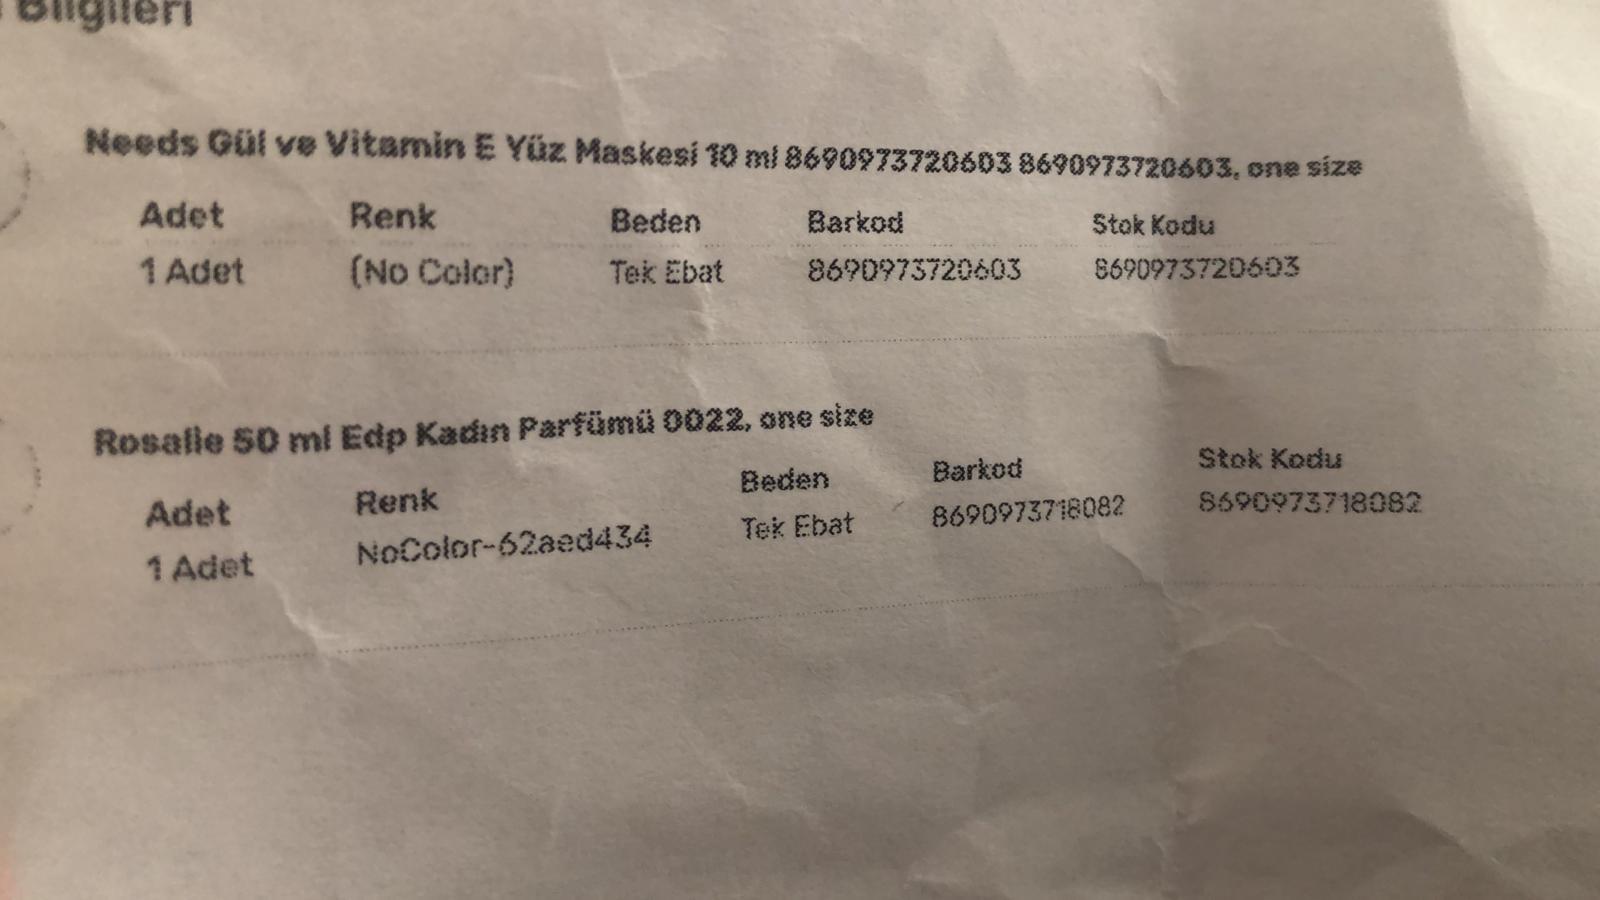 Bilgileri
Needs Gül ve Vitamin E Yüz Maskesi 10 ml 8690973720603 8690973720603, one size
Adet Renk Beden Barkod Stok Kodu
1 Adet (No Color) Tek Ebat 8690973720603 8690973720603
Rosalie 50 ml Edp Kadın Parfümü 0022, one size
Adet Renk Beden Barkod Stok Kodu
1 Adet NoColor-62aed434 Tek Ebat 8690973718082 8690973718082